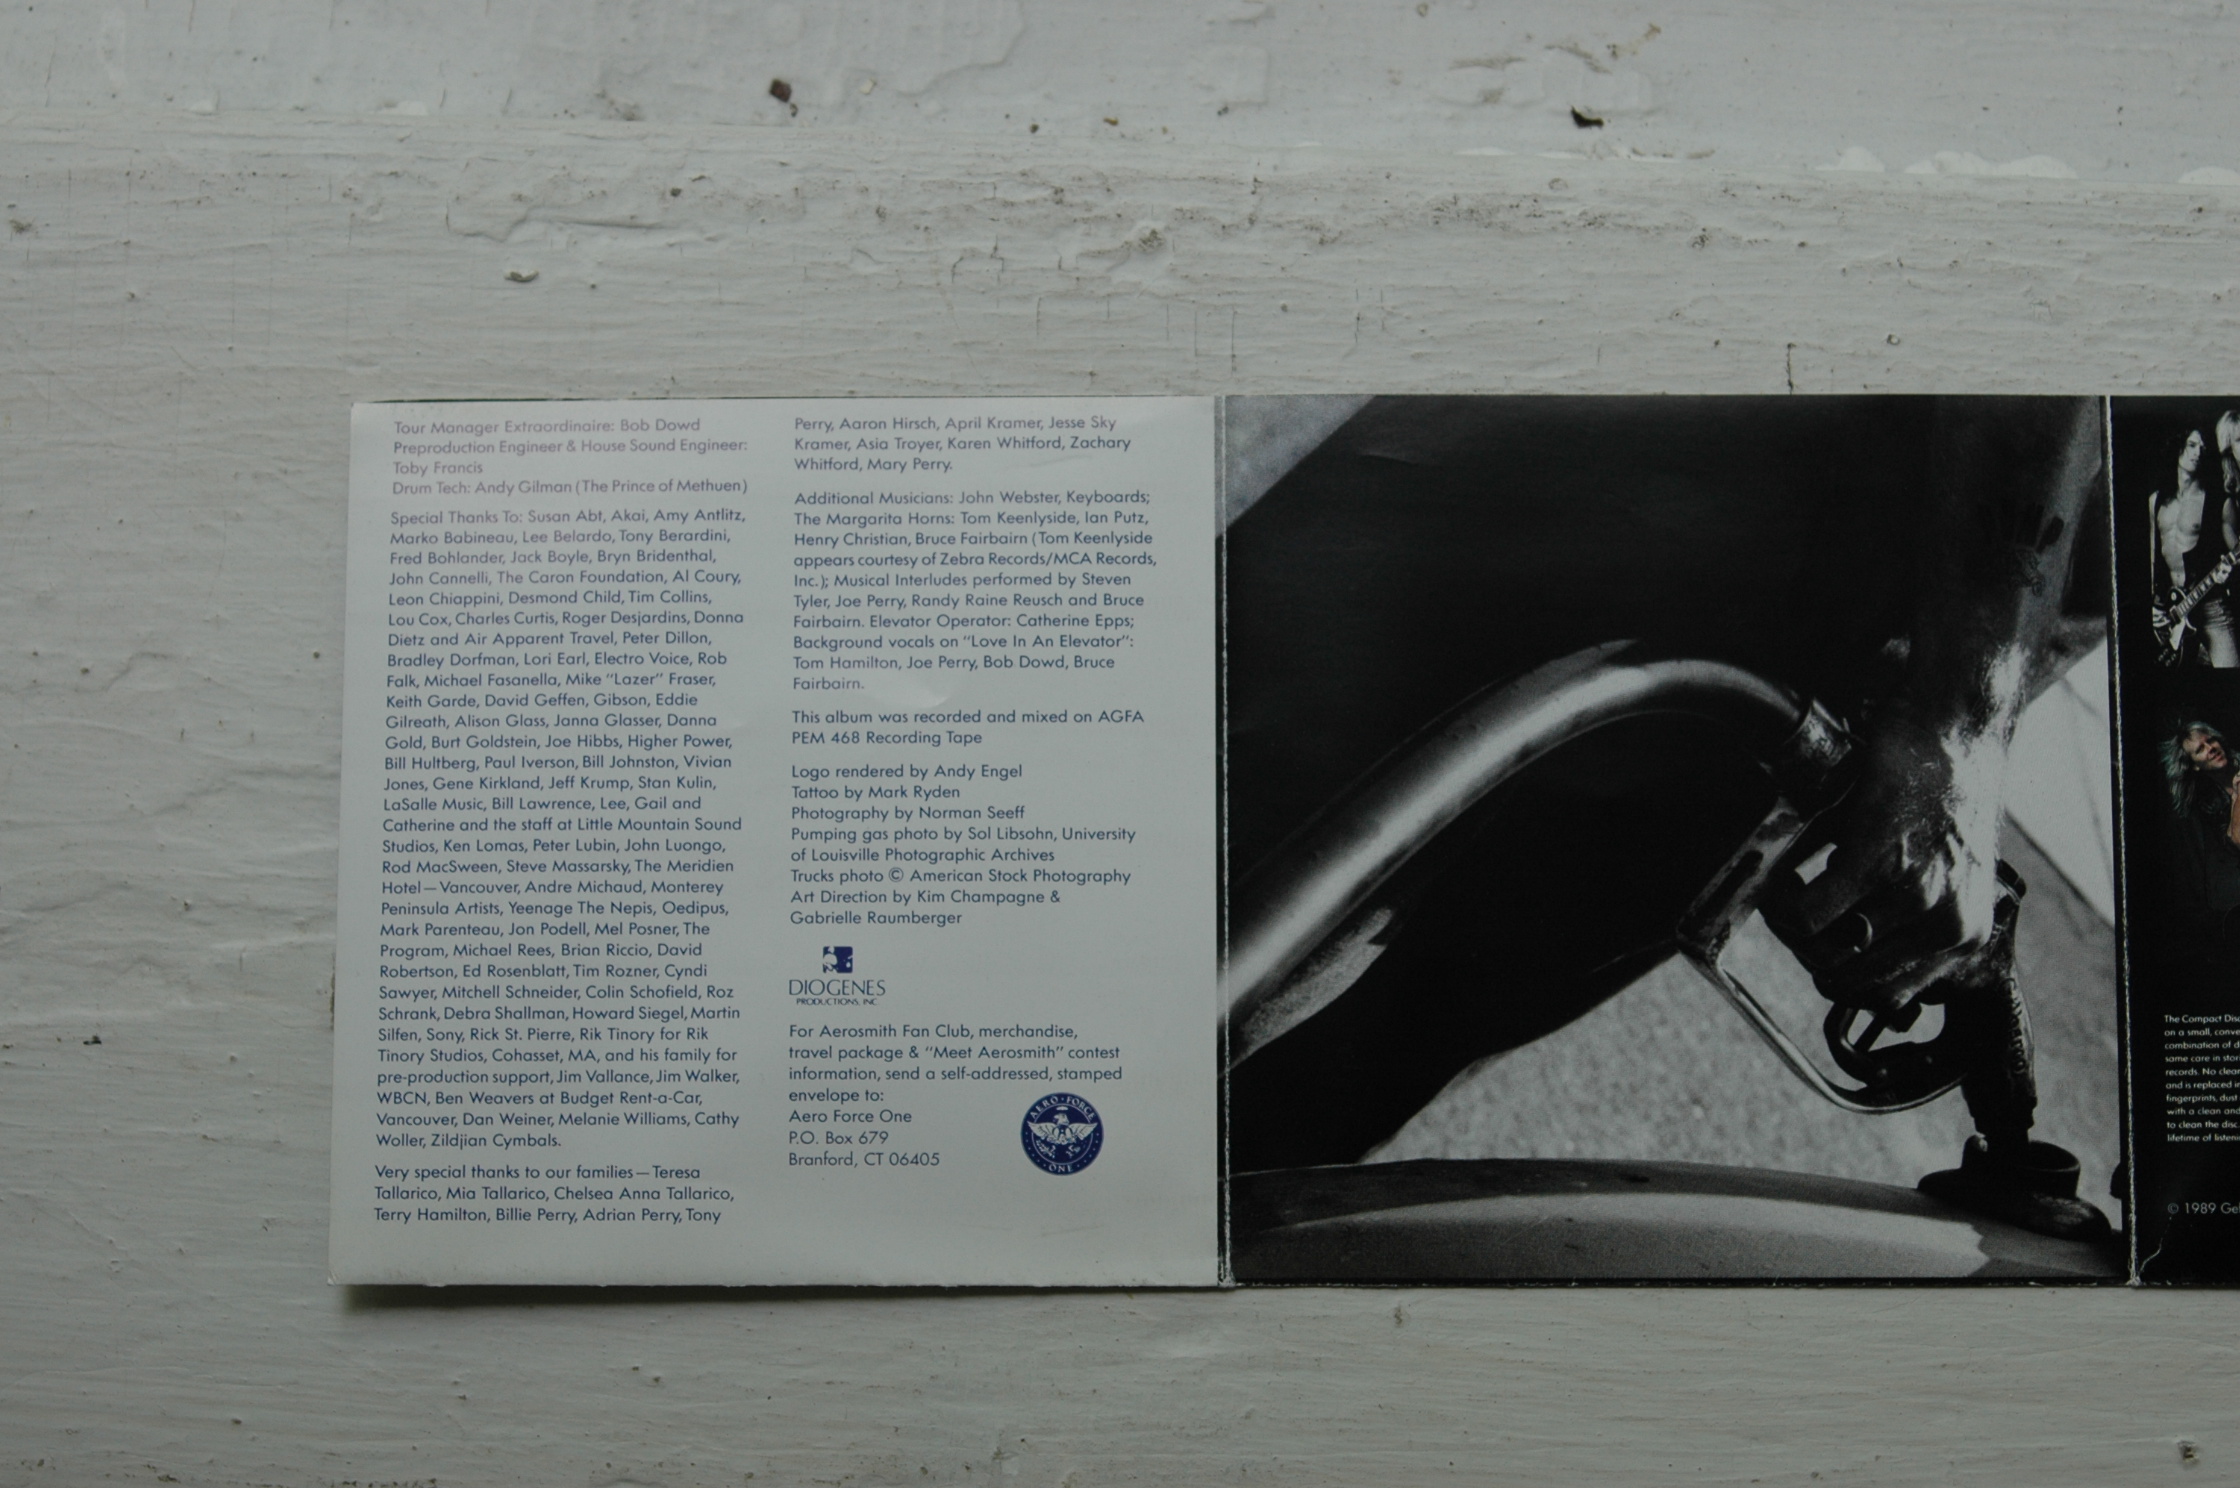 Tour Manager Extraordinaire: Bob Dowd
Preproduction Engineer & House Sound Engineer:
Toby Francis
Drum Tech: Andy Gilman (The Prince of Methuen)
Special Thanks To: Susan Abt, Akai, Amy Antlitz,
Marko Babineau, Lee Belardo, Tony Berardini,
Fred Bohlander, Jack Boyle, Bryn Bridenthal,
John Cannelli, The Caron Foundation, Al Coury,
Leon Chiappini, Desmond Child, Tim Collins,
Lou Cox, Charles Curtis, Roger Desjardins, Donna
Dietz and Air Apparent Travel, Peter Dillon,
Bradley Dorfman, Lori Earl, Electro Voice, Rob
Falk, Michael Fasanella, Mike "Lazer" Fraser,
Keith Garde, David Geffen, Gibson, Eddie
Gilreath, Alison Glass, Janna Glasser, Danna
Gold, Burt Goldstein, Joe Hibbs, Higher Power,
Bill Hultberg, Paul Iverson, Bill Johnston, Vivian
Jones, Gene Kirkland, Jeff Krump, Stan Kulin,
LaSalle Music, Bill Lawrence, Lee, Gail and
Catherine and the staff at Little Mountain Sound
Studios, Ken Lomas, Peter Lubin, John Luongo,
Rod MacSween, Steve Massarsky, The Meridien
Hotel—Vancouver, Andre Michaud, Monterey
Peninsula Artists, Yeenage The Nepis, Oedipus,
Mark Parenteau, Jon Podell, Mel Posner, The
Program, Michael Rees, Brian Riccio, David
Robertson, Ed Rosenblatt, Tim Rozner, Cyndi
Sawyer, Mitchell Schneider, Colin Schofield, Roz
Schrank, Debra Shallman, Howard Siegel, Martin
Silfen, Sony, Rick St. Pierre, Rik Tinory for Rik
Tinory Studios, Cohasset, MA, and his family for
pre-production support, Jim Vallance, Jim Walker,
WBCN, Ben Weavers at Budget Rent-a-Car,
Vancouver, Dan Weiner, Melanie Williams, Cathy
Woller, Zildjian Cymbals.
Very special thanks to our families—Teresa
Tallarico, Mia Tallarico, Chelsea Anna Tallarico,
Terry Hamilton, Billie Perry, Adrian Perry, Tony
Perry, Aaron Hirsch, April Kramer, Jesse Sky
Kramer, Asia Troyer, Karen Whitford, Zachary
Whitford, Mary Perry.
Additional Musicians: John Webster, Keyboards;
The Margarita Horns: Tom Keenlyside, Ian Putz,
Henry Christian, Bruce Fairbairn (Tom Keenlyside
appears courtesy of Zebra Records/MCA Records,
Inc.); Musical Interludes performed by Steven
Tyler, Joe Perry, Randy Raine Reusch and Bruce
Fairbairn. Elevator Operator: Catherine Epps;
Background vocals on "Love In An Elevator":
Tom Hamilton, Joe Perry, Bob Dowd, Bruce
Fairbairn.
This album was recorded and mixed on AGFA
PEM 468 Recording Tape
Logo rendered by Andy Engel
Tattoo by Mark Ryden
Photography by Norman Seeff
Pumping gas photo by Sol Libsohn, University
of Louisville Photographic Archives
Trucks photo © American Stock Photography
Art Direction by Kim Champagne &
Gabrielle Raumberger
DIOGENES
PRODUCTIONS, INC.
For Aerosmith Fan Club, merchandise,
travel package & "Meet Aerosmith" contest
information, send a self-addressed, stamped
envelope to:
Aero Force One
P.O. Box 679
Branford, CT 06405
AERO·FORCE
ONE
The Compact Disc
on a small, conve
combination of d
same care in stor
records. No clean
and is replaced in
fingerprints, dust
with a clean and
to clean the disc.
lifetime of listen
© 1989 Gef